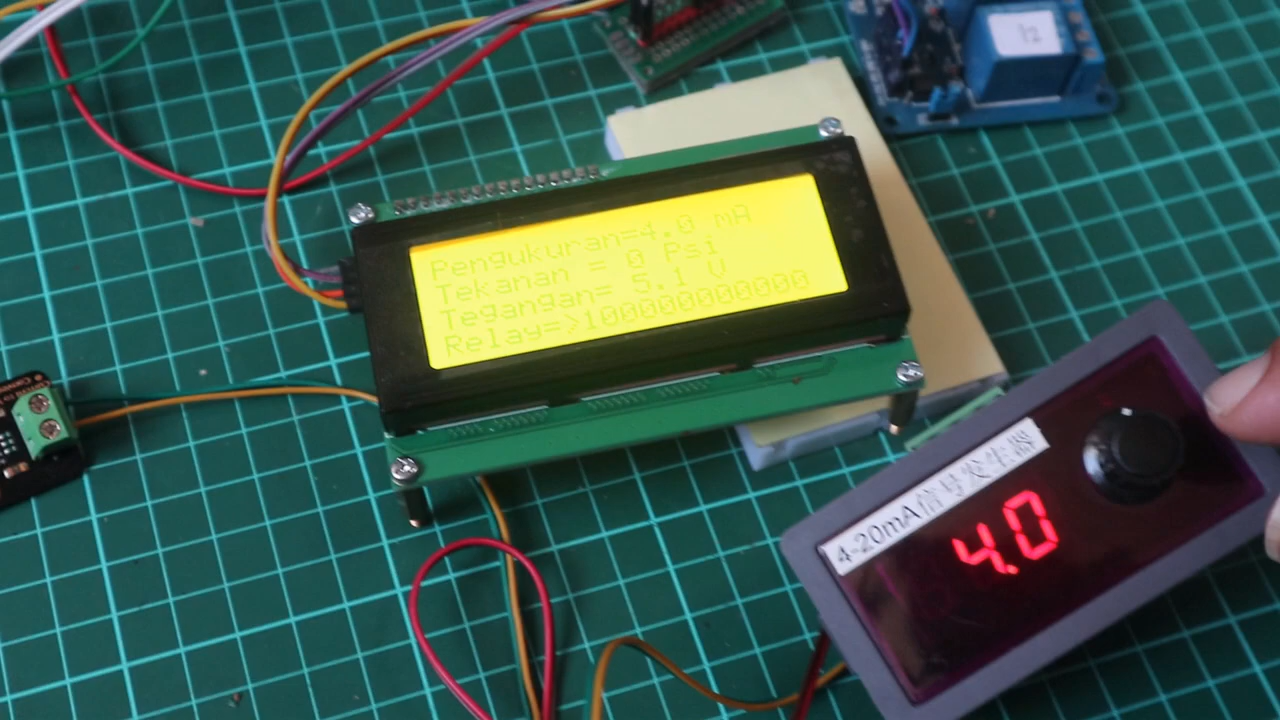 Pengukuran=4.0 mA
Tekanan = 0 Psi
Tegangan= 5.1 V
Relay=>100000000000
4-20mA信号发生器
4.0